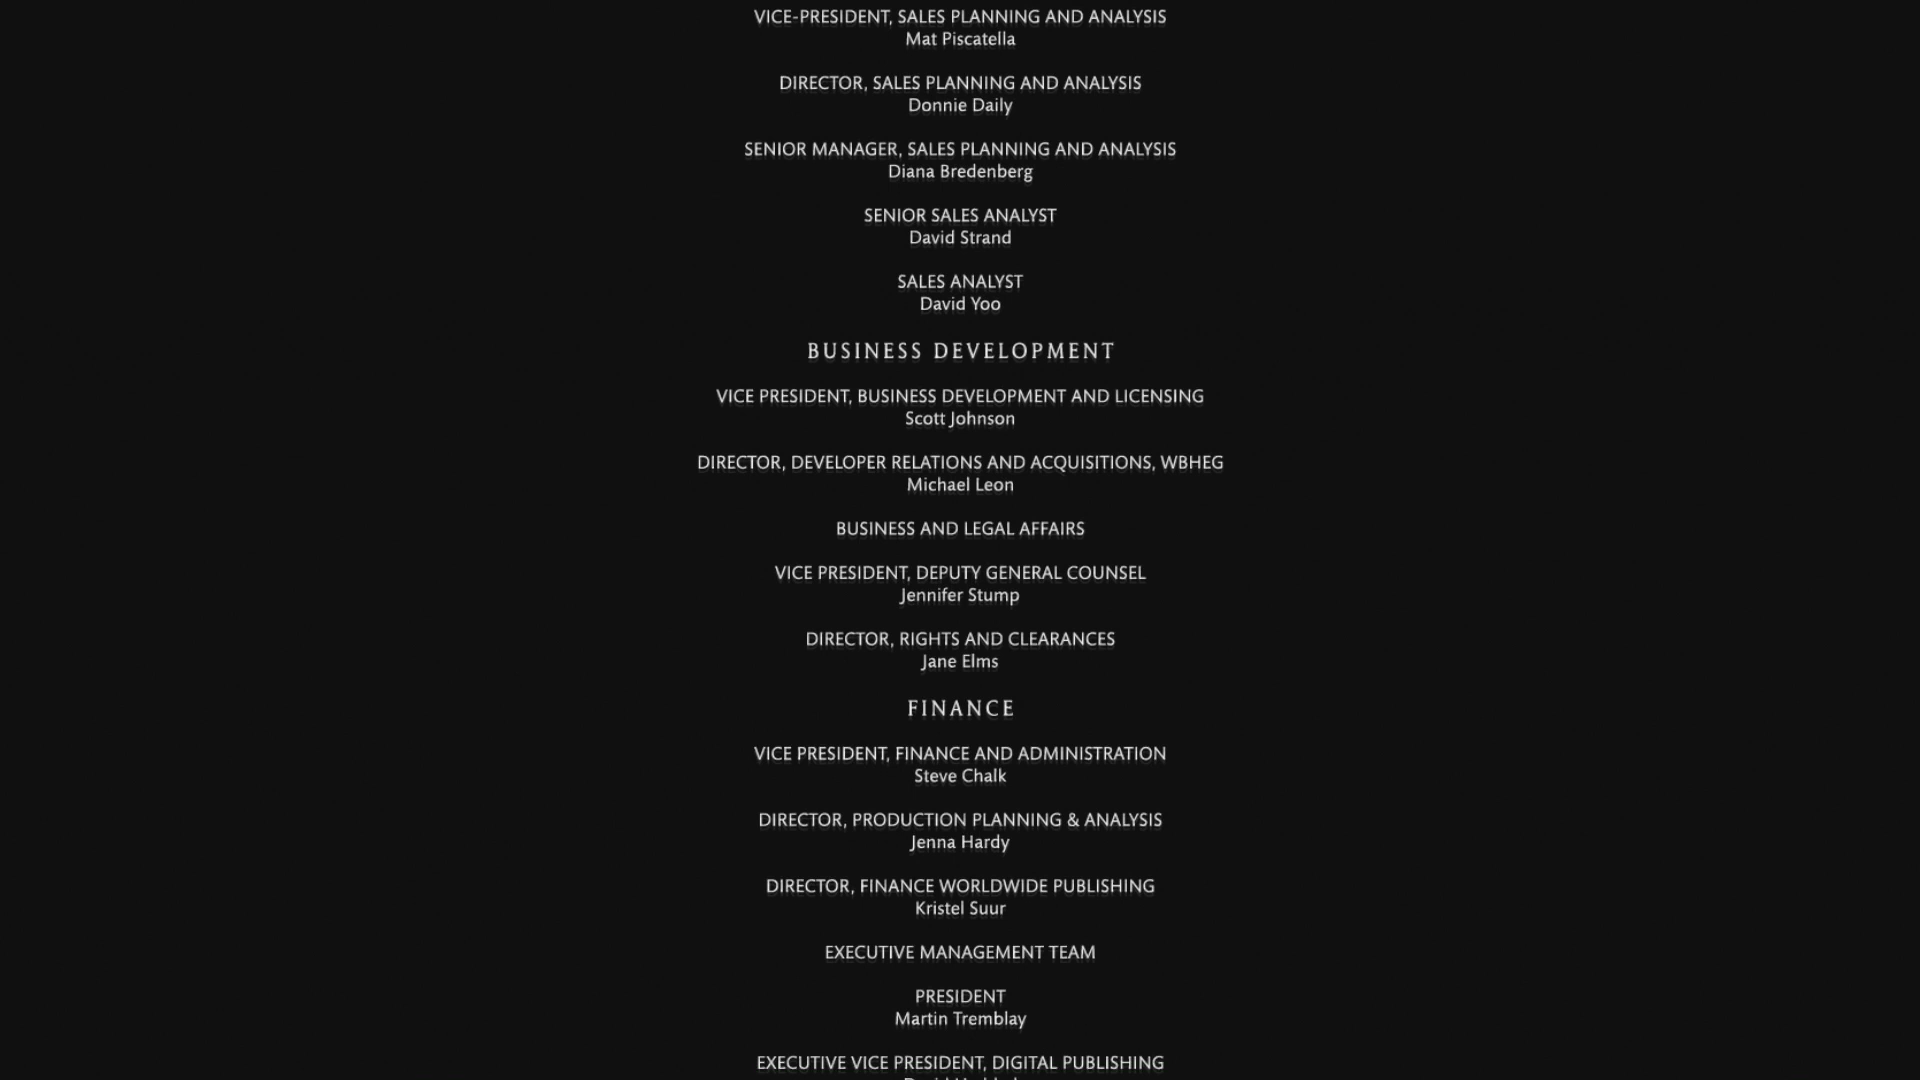 VICE-PRESIDENT, SALES PLANNING AND ANALYSIS
Mat Piscatella
DIRECTOR, SALES PLANNING AND ANALYSIS
Donnie Daily
SENIOR MANAGER, SALES PLANNING AND ANALYSIS
Diana Bredenberg
SENIOR SALES ANALYST
David Strand
SALES ANALYST
David Yoo
BUSINESS DEVELOPMENT
VICE PRESIDENT, BUSINESS DEVELOPMENT AND LICENSING
Scott Johnson
DIRECTOR, DEVELOPER RELATIONS AND ACQUISITIONS, WBHEG
Michael Leon
BUSINESS AND LEGAL AFFAIRS
VICE PRESIDENT, DEPUTY GENERAL COUNSEL
Jennifer Stump
DIRECTOR, RIGHTS AND CLEARANCES
Jane Elms
FINANCE
VICE PRESIDENT, FINANCE AND ADMINISTRATION
Steve Chalk
DIRECTOR, PRODUCTION PLANNING & ANALYSIS
Jenna Hardy
DIRECTOR, FINANCE WORLDWIDE PUBLISHING
Kristel Suur
EXECUTIVE MANAGEMENT TEAM
PRESIDENT
Martin Tremblay
EXECUTIVE VICE PRESIDENT, DIGITAL PUBLISHING